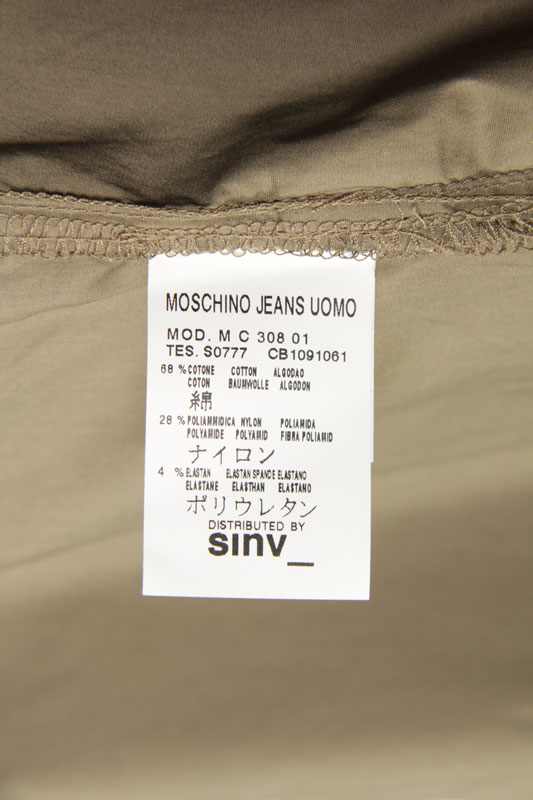 MOSCHINO JEANS UOMO
MOD. M C 308 01
TES. S0777 CB1091061
68 % COTONE COTTON ALGODAO
COTON BAUMWOLLE ALGODON
綿
28 % POLIAMMIDICA NYLON POLIAMIDA
POLYAMIDE POLYAMID FIBRA POLIAMID
ナイロン
4 % ELASTAN ELASTAN SPANDE ELASTANO
ELASTANE ELASTHAN ELASTANO
ポリウレタン
DISTRIBUTED BY
sinv_